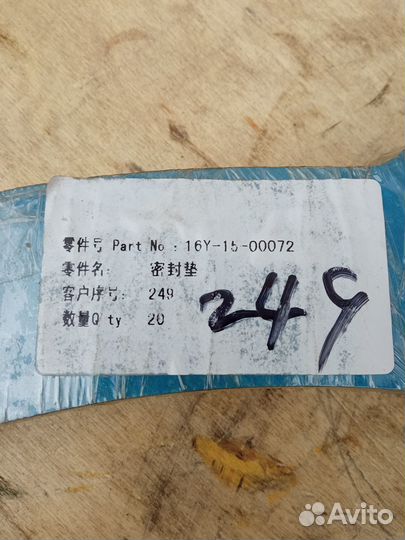 零件号 Part No : 16Y-15-00072
零件名: 密封垫
客户序号: 249
数量Q'ty 20
249
Avito